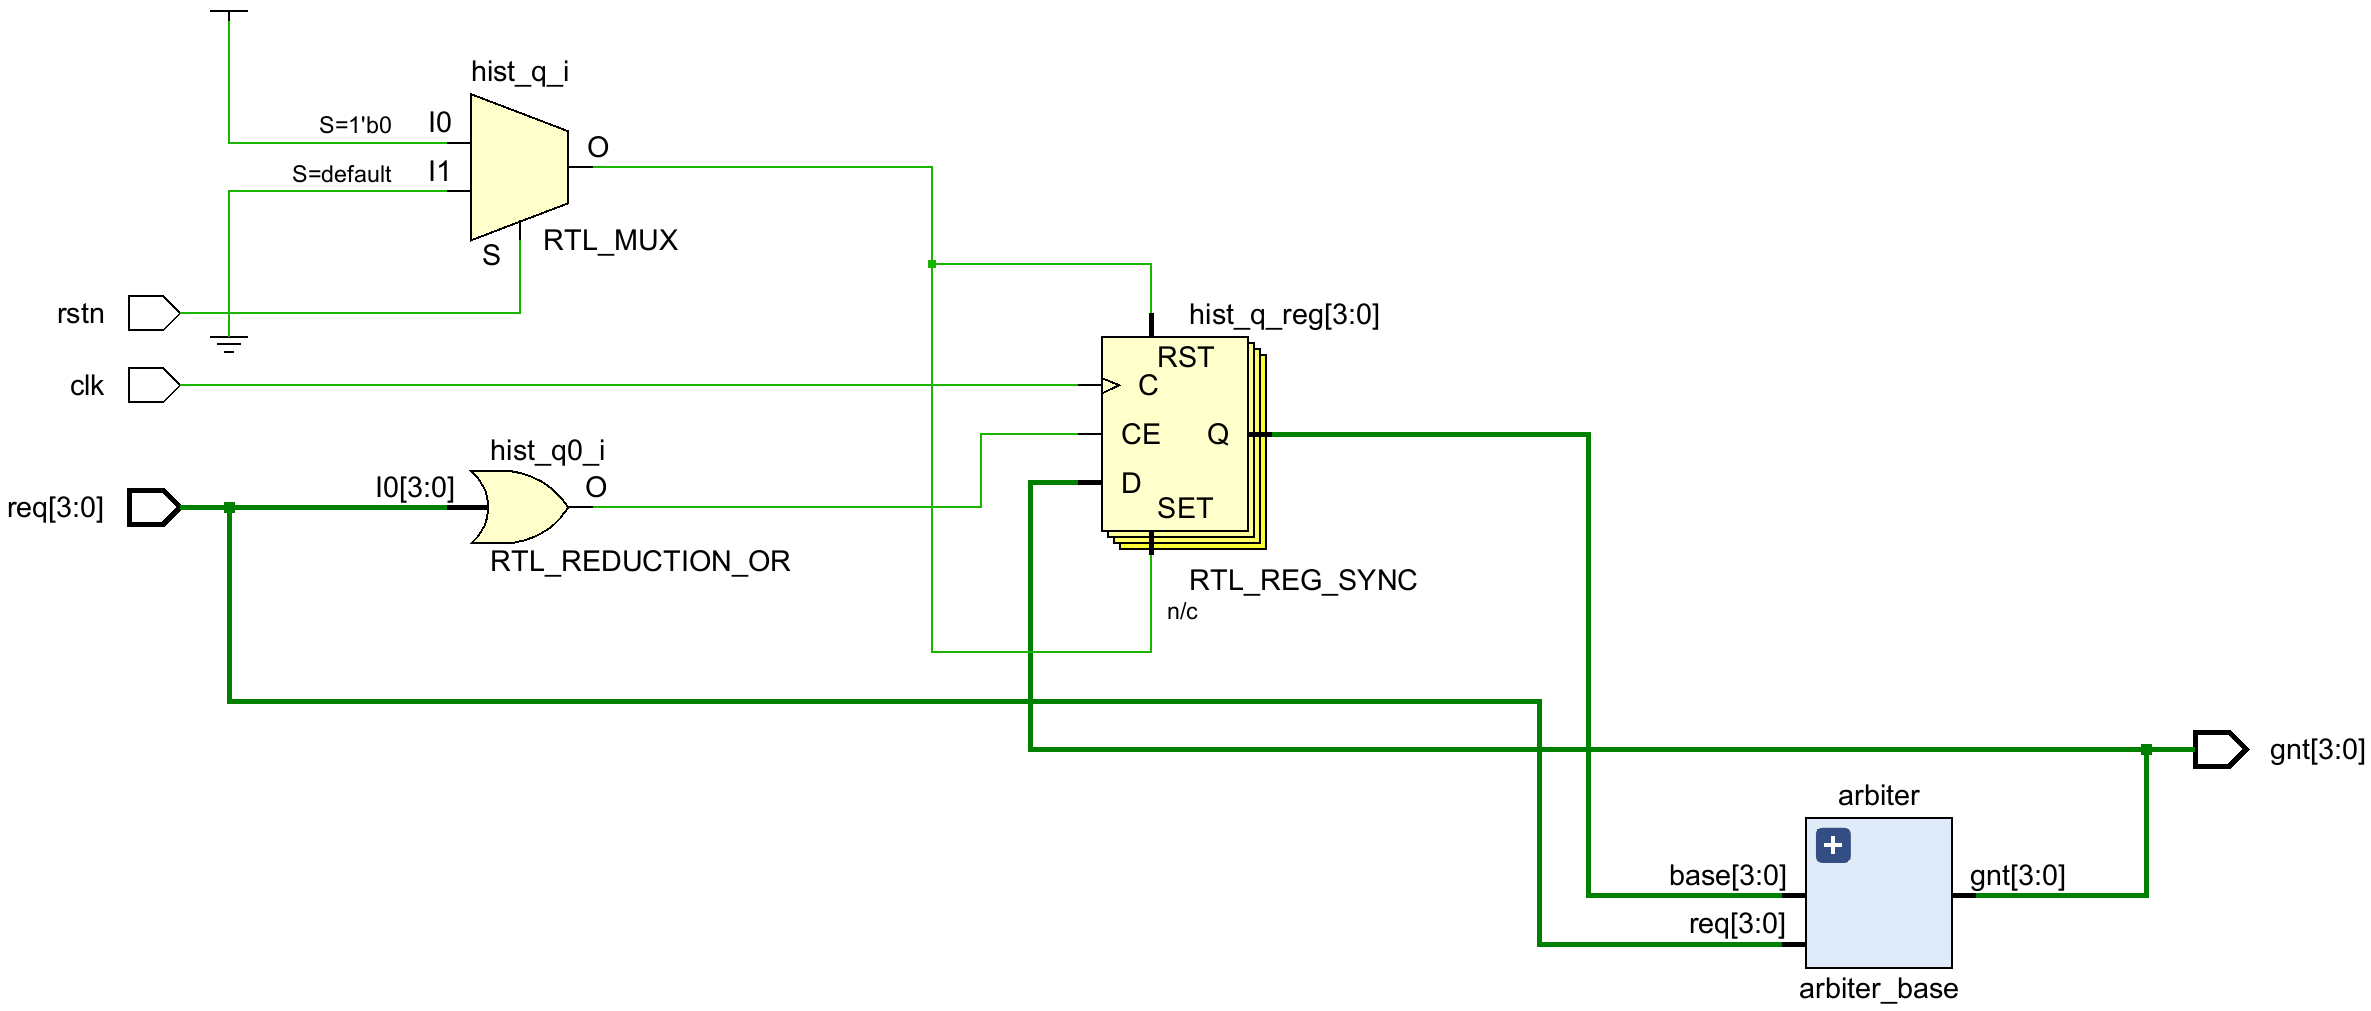 hist_q_i
S=1'b0
I0
O
S=default
I1
S
RTL_MUX
rstn
hist_q_reg[3:0]
RST
clk
C
hist_q0_i
CE
Q
I0[3:0]
O
D
req[3:0]
SET
RTL_REDUCTION_OR
RTL_REG_SYNC
n/c
gnt[3:0]
arbiter
base[3:0]
gnt[3:0]
req[3:0]
arbiter_base